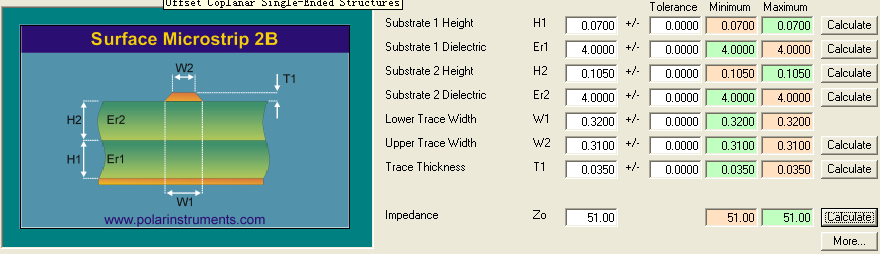 Offset Coplanar Single-Ended Structures
Tolerance Minimum Maximum
Surface Microstrip 2B
W2
T1
H2 Er2
H1 Er1
W1
www.polarinstruments.com
Substrate 1 Height H1 0.0700 +/- 0.0000 0.0700 0.0700 Calculate
Substrate 1 Dielectric Er1 4.0000 +/- 0.0000 4.0000 4.0000 Calculate
Substrate 2 Height H2 0.1050 +/- 0.0000 0.1050 0.1050 Calculate
Substrate 2 Dielectric Er2 4.0000 +/- 0.0000 4.0000 4.0000 Calculate
Lower Trace Width W1 0.3200 +/- 0.0000 0.3200 0.3200
Upper Trace Width W2 0.3100 +/- 0.0000 0.3100 0.3100 Calculate
Trace Thickness T1 0.0350 +/- 0.0000 0.0350 0.0350 Calculate
Impedance Zo 51.00 51.00 51.00 Calculate
More...